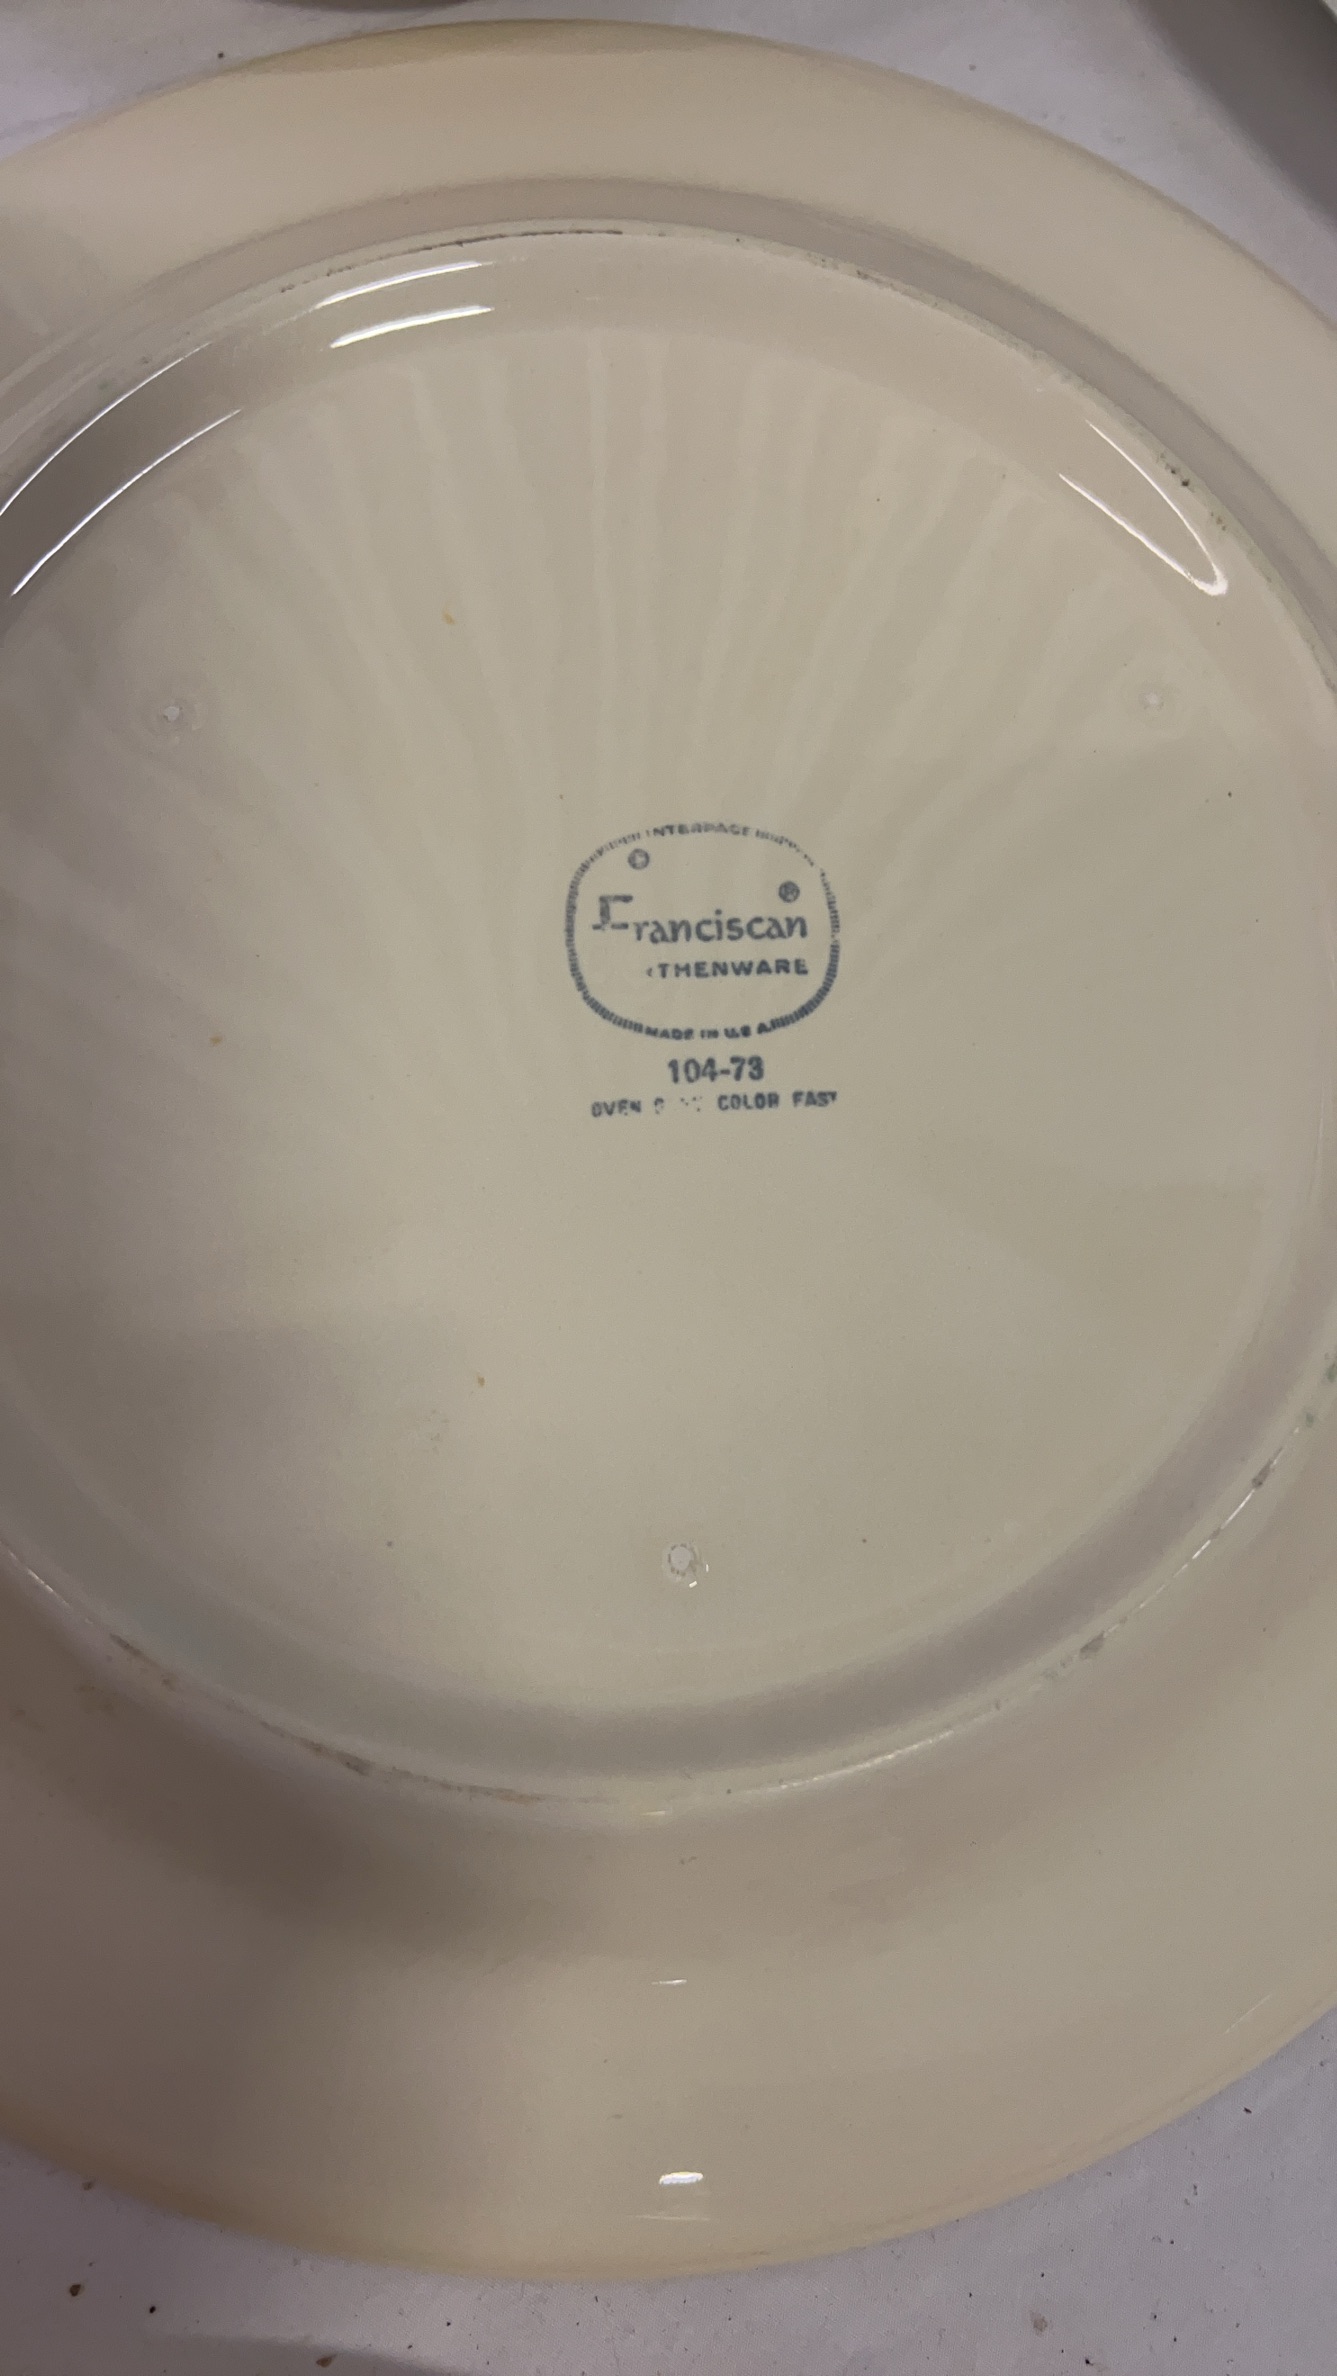 INTERPACE
©
®
Franciscan
THENWARE
MADE IN U.S.A.
104-73
OVEN COLOR FAST